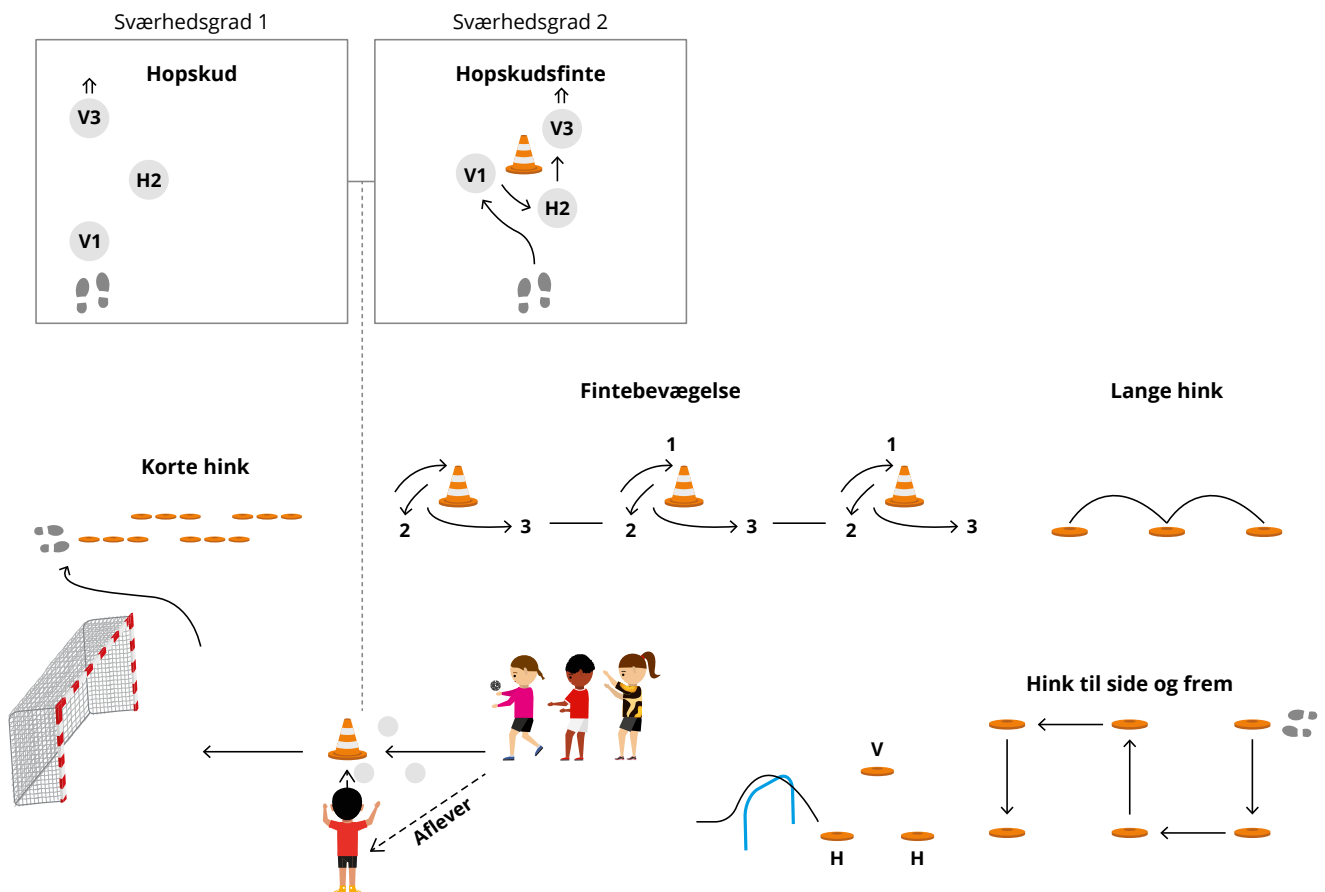 Sværhedsgrad 1
Sværhedsgrad 2
Hopskud
V3
H2
V1
Hopskudsfinte
V3
V1
H2
Fintebevægelse
Lange hink
Korte hink
1
2
3
1
2
3
2
3
Hink til side og frem
Aflever
V
H
H